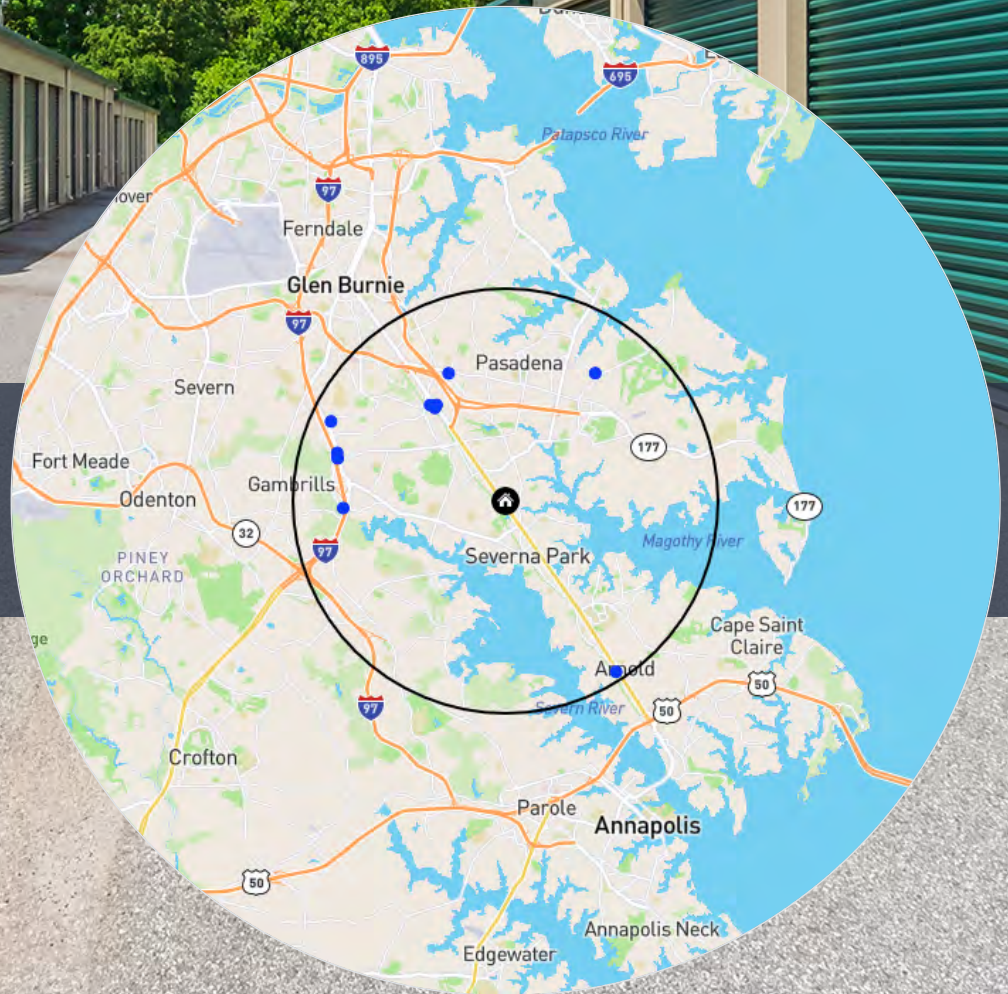 895
695
Patapsco River
97
Ferndale
Glen Burnie
97
Pasadena
Severn
177
Fort Meade
Gambrills
Odenton
177
32
Magothy River
97
Severna Park
PINEY
ORCHARD
Cape Saint
Claire
Arnold
50
97
Severn River
50
Crofton
Parole
Annapolis
50
Annapolis Neck
Edgewater